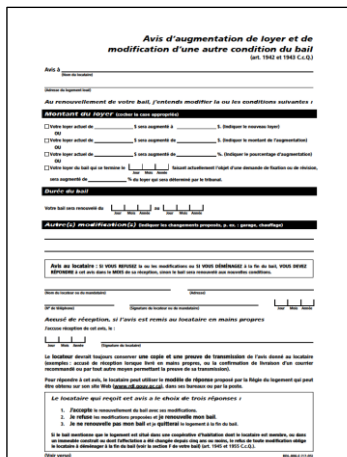 Avis d'augmentation de loyer et de
modification d'une autre condition du bail
(art. 1942 et 1943 C.c.Q.)
Avis à
(Nom du locataire)
(Adresse du logement loué)
Au renouvellement de votre bail, j'entends modifier la ou les conditions suivantes :
Montant du loyer (cocher la case appropriée)
Votre loyer actuel de $ sera augmenté à $. (Indiquer le nouveau loyer)
OU
Votre loyer actuel de $ sera augmenté de $. (Indiquer le montant de l'augmentation)
OU
Votre loyer actuel de $ sera augmenté de %. (Indiquer le pourcentage d'augmentation)
OU
Votre loyer du bail qui se termine le faisant actuellement l'objet d'une demande de fixation ou de révision,
Jour Mois Année
sera augmenté de % du loyer qui sera déterminé par le tribunal.
Durée du bail
Votre bail sera renouvelé du au
Jour Mois Année Jour Mois Année
Autre(s) modification(s) (Indiquer les changements proposés, p. ex. : garage, chauffage)
Avis au locataire : SI VOUS REFUSEZ la ou les modifications ou SI VOUS DÉMÉNAGEZ à la fin du bail, VOUS DEVEZ
RÉPONDRE à cet avis dans le MOIS de sa réception, sinon le bail sera renouvelé aux nouvelles conditions.
(Nom du locateur ou du mandataire) (Adresse)
Jour Mois Année
(N° de téléphone) (Signature du locateur ou du mandataire)
Accusé de réception, si l'avis est remis au locataire en mains propres
J'accuse réception de cet avis, le :
Jour Mois Année
(Signature du locataire)
Le locateur devrait toujours conserver une copie et une preuve de transmission de l'avis donné au locataire
(exemples : accusé de réception lorsque livré en mains propres, ou la confirmation de livraison d'un courrier
recommandé ou par tout autre moyen permettant la preuve de sa transmission).
Pour répondre à cet avis, le locataire peut utiliser le modèle de réponse proposé par la Régie du logement qui peut
être obtenu sur son site Web (www.rdl.gouv.qc.ca), dans ses bureaux ou par la poste.
Le locataire qui reçoit cet avis a le choix de trois réponses :
1. J'accepte le renouvellement du bail avec ses modifications.
2. Je refuse les modifications proposées et je renouvelle mon bail.
3. Je ne renouvelle pas mon bail et je quitterai le logement à la fin du bail.
Si le bail mentionne que le logement est situé dans une coopérative d'habitation dont le locataire est membre, ou dans
un immeuble construit ou dont l'affectation a été changée depuis cinq ans ou moins, le refus de toute modification oblige
le locataire à déménager à la fin du bail (voir la section F de votre bail) (art. 1945 et 1955 C.c.Q.).
(Voir verso)